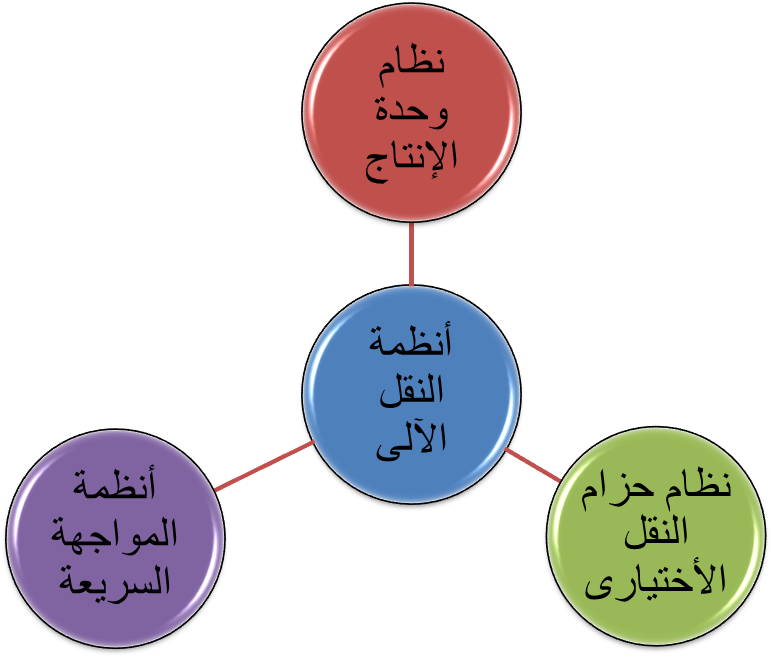 نظام
وحدة
الإنتاج
أنظمة
النقل
الآلى
نظام حزام
النقل
الأختيارى
أنظمة
المواجهة
السريعة